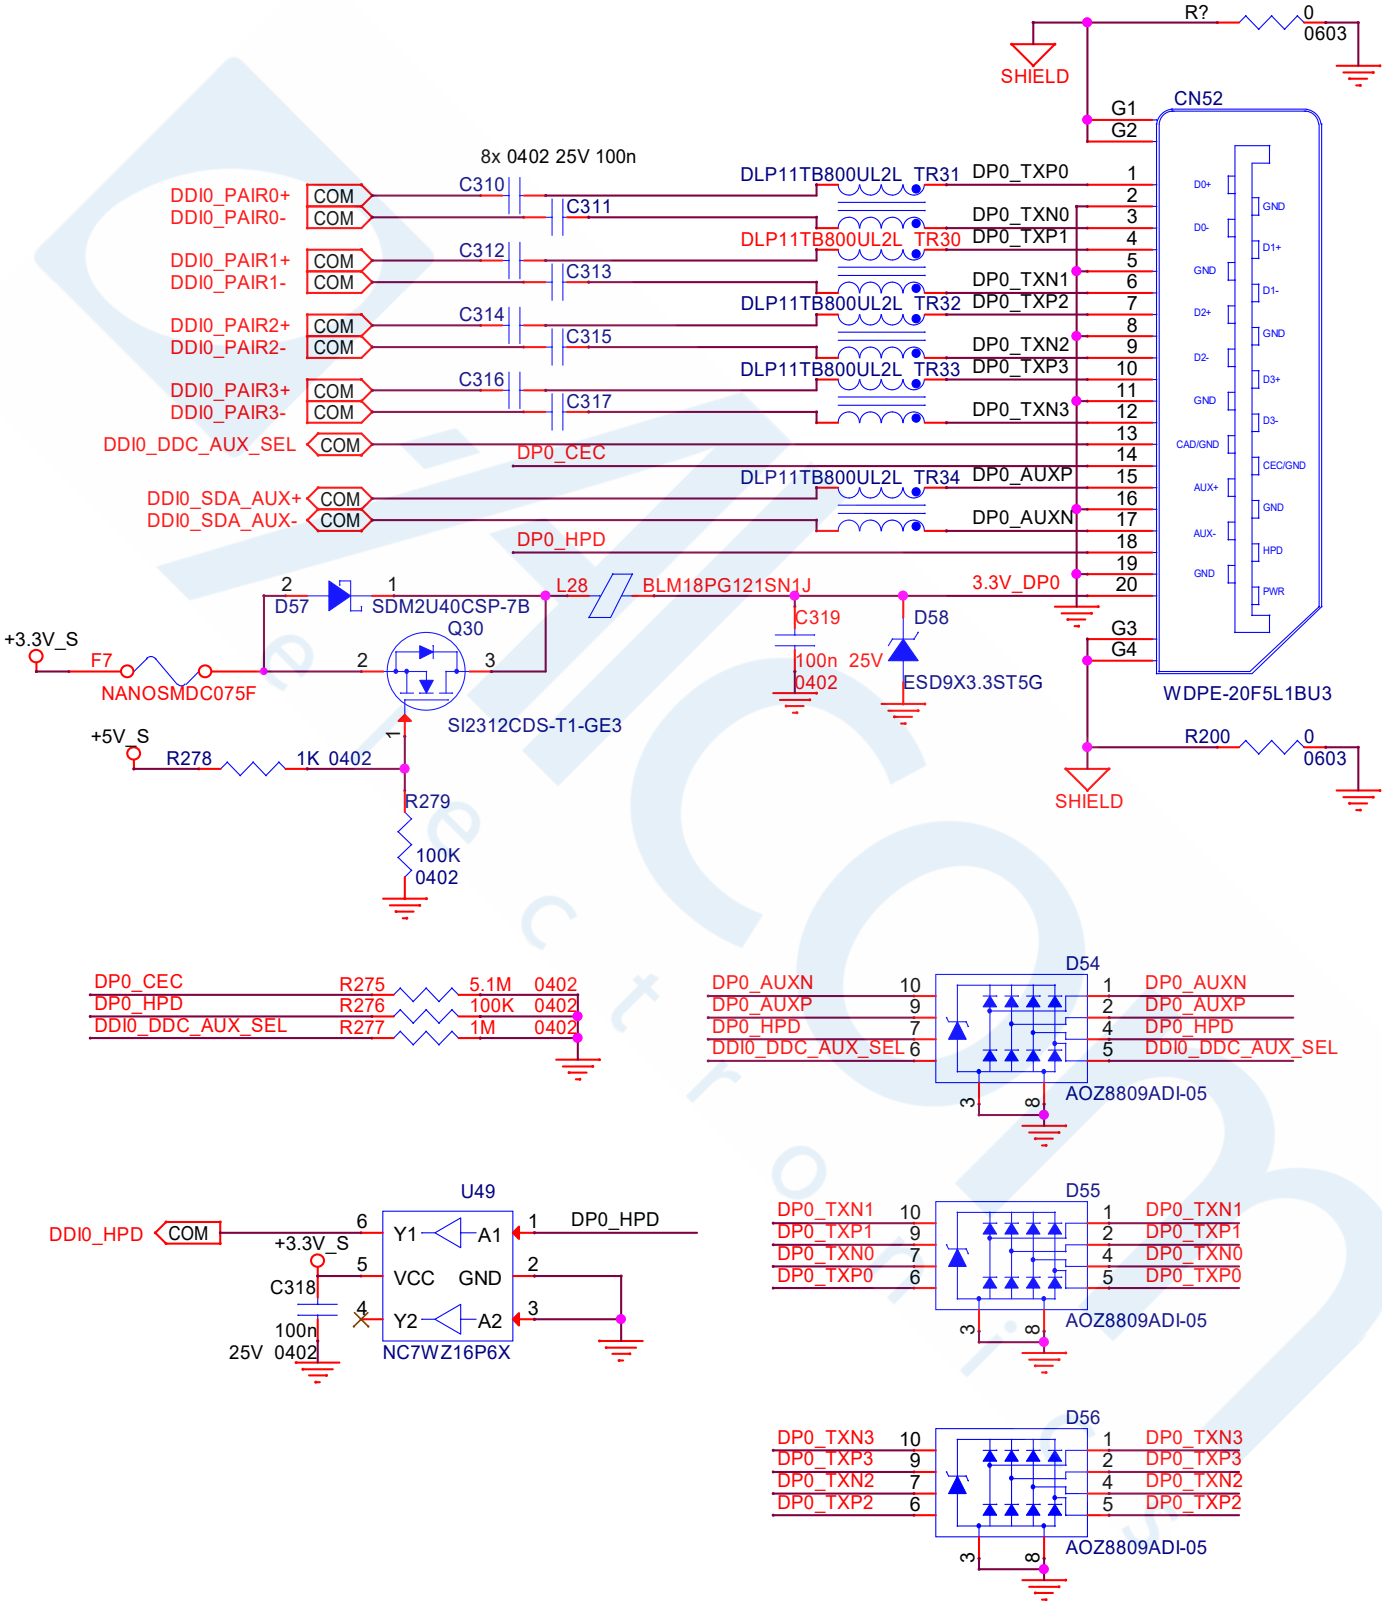 R? 0
0603
SHIELD
CN52
G1
G2
8x 0402 25V 100n
DDI0_PAIR0+ COM C310 DLP11TB800UL2L TR31 DP0_TXP0 1 D0+
2 GND
DDI0_PAIR0- COM C311 DP0_TXN0 3 D0-
DLP11TB800UL2L TR30 DP0_TXP1 4 D1+
DDI0_PAIR1+ COM C312
5 GND
DDI0_PAIR1- COM C313 DP0_TXN1 6 D1-
DLP11TB800UL2L TR32 DP0_TXP2 7 D2+
DDI0_PAIR2+ COM C314
8 GND
DDI0_PAIR2- COM C315 DP0_TXN2 9 D2-
DLP11TB800UL2L TR33 DP0_TXP3 10 D3+
DDI0_PAIR3+ COM C316
11 GND
DDI0_PAIR3- COM C317 DP0_TXN3 12 D3-
DDI0_DDC_AUX_SEL COM 13 CAD/GND
DP0_CEC 14 CEC/GND
DLP11TB800UL2L TR34 DP0_AUXP 15 AUX+
DDI0_SDA_AUX+ COM 16 GND
DDI0_SDA_AUX- COM DP0_AUXN 17 AUX-
DP0_HPD 18 HPD
19 GND
2 1 L28 BLM18PG121SN1J 3.3V_DP0 20 PWR
D57 SDM2U40CSP-7B
C319 D58
Q30
+3.3V_S
G3
G4
F7 2 3
100n 25V
0402
NANOSMDC075F
ESD9X3.3ST5G
WDPE-20F5L1BU3
SI2312CDS-T1-GE3
1
+5V_S
R278 1K 0402
R200 0
0603
SHIELD
R279
100K
0402
DP0_CEC R275 5.1M 0402
DP0_HPD R276 100K 0402
DDI0_DDC_AUX_SEL R277 1M 0402
D54
DP0_AUXN 10 1 DP0_AUXN
DP0_AUXP 9 2 DP0_AUXP
DP0_HPD 7 4 DP0_HPD
DDI0_DDC_AUX_SEL 6 5 DDI0_DDC_AUX_SEL
3 8 AOZ8809ADI-05
U49
DDI0_HPD COM 6 Y1 A1 1 DP0_HPD
+3.3V_S
5 VCC GND 2
C318
4 Y2 A2 3
100n
25V 0402
NC7WZ16P6X
D55
DP0_TXN1 10 1 DP0_TXN1
DP0_TXP1 9 2 DP0_TXP1
DP0_TXN0 7 4 DP0_TXN0
DP0_TXP0 6 5 DP0_TXP0
3 8 AOZ8809ADI-05
D56
DP0_TXN3 10 1 DP0_TXN3
DP0_TXP3 9 2 DP0_TXP3
DP0_TXN2 7 4 DP0_TXN2
DP0_TXP2 6 5 DP0_TXP2
3 8 AOZ8809ADI-05